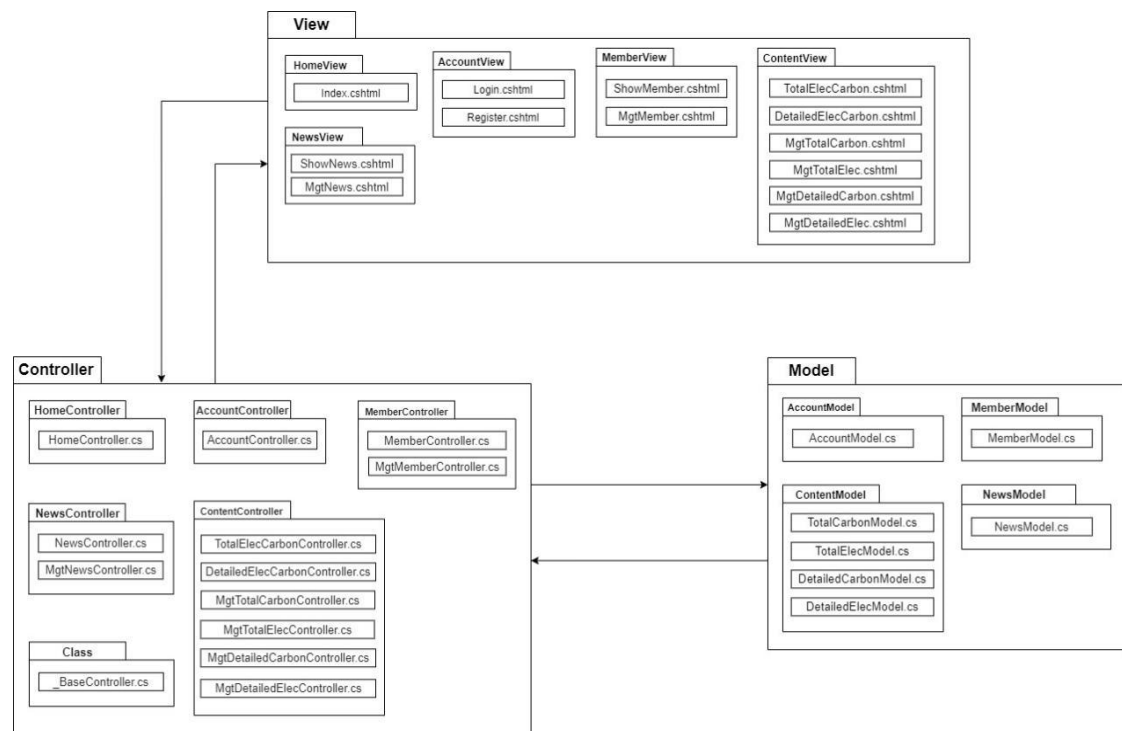 View
HomeView
Index.cshtml
NewsView
ShowNews.cshtml
MgtNews.cshtml
AccountView
Login.cshtml
Register.cshtml
MemberView
ShowMember.cshtml
MgtMember.cshtml
ContentView
TotalElecCarbon.cshtml
DetailedElecCarbon.cshtml
MgtTotalCarbon.cshtml
MgtTotalElec.cshtml
MgtDetailedCarbon.cshtml
MgtDetailedElec.cshtml
Controller
HomeController
HomeController.cs
AccountController
AccountController.cs
MemberController
MemberController.cs
MgtMemberController.cs
NewsController
NewsController.cs
MgtNewsController.cs
ContentController
TotalElecCarbonController.cs
DetailedElecCarbonController.cs
MgtTotalCarbonController.cs
MgtTotalElecController.cs
MgtDetailedCarbonController.cs
MgtDetailedElecController.cs
Class
_BaseController.cs
Model
AccountModel
AccountModel.cs
MemberModel
MemberModel.cs
ContentModel
TotalCarbonModel.cs
TotalElecModel.cs
DetailedCarbonModel.cs
DetailedElecModel.cs
NewsModel
NewsModel.cs